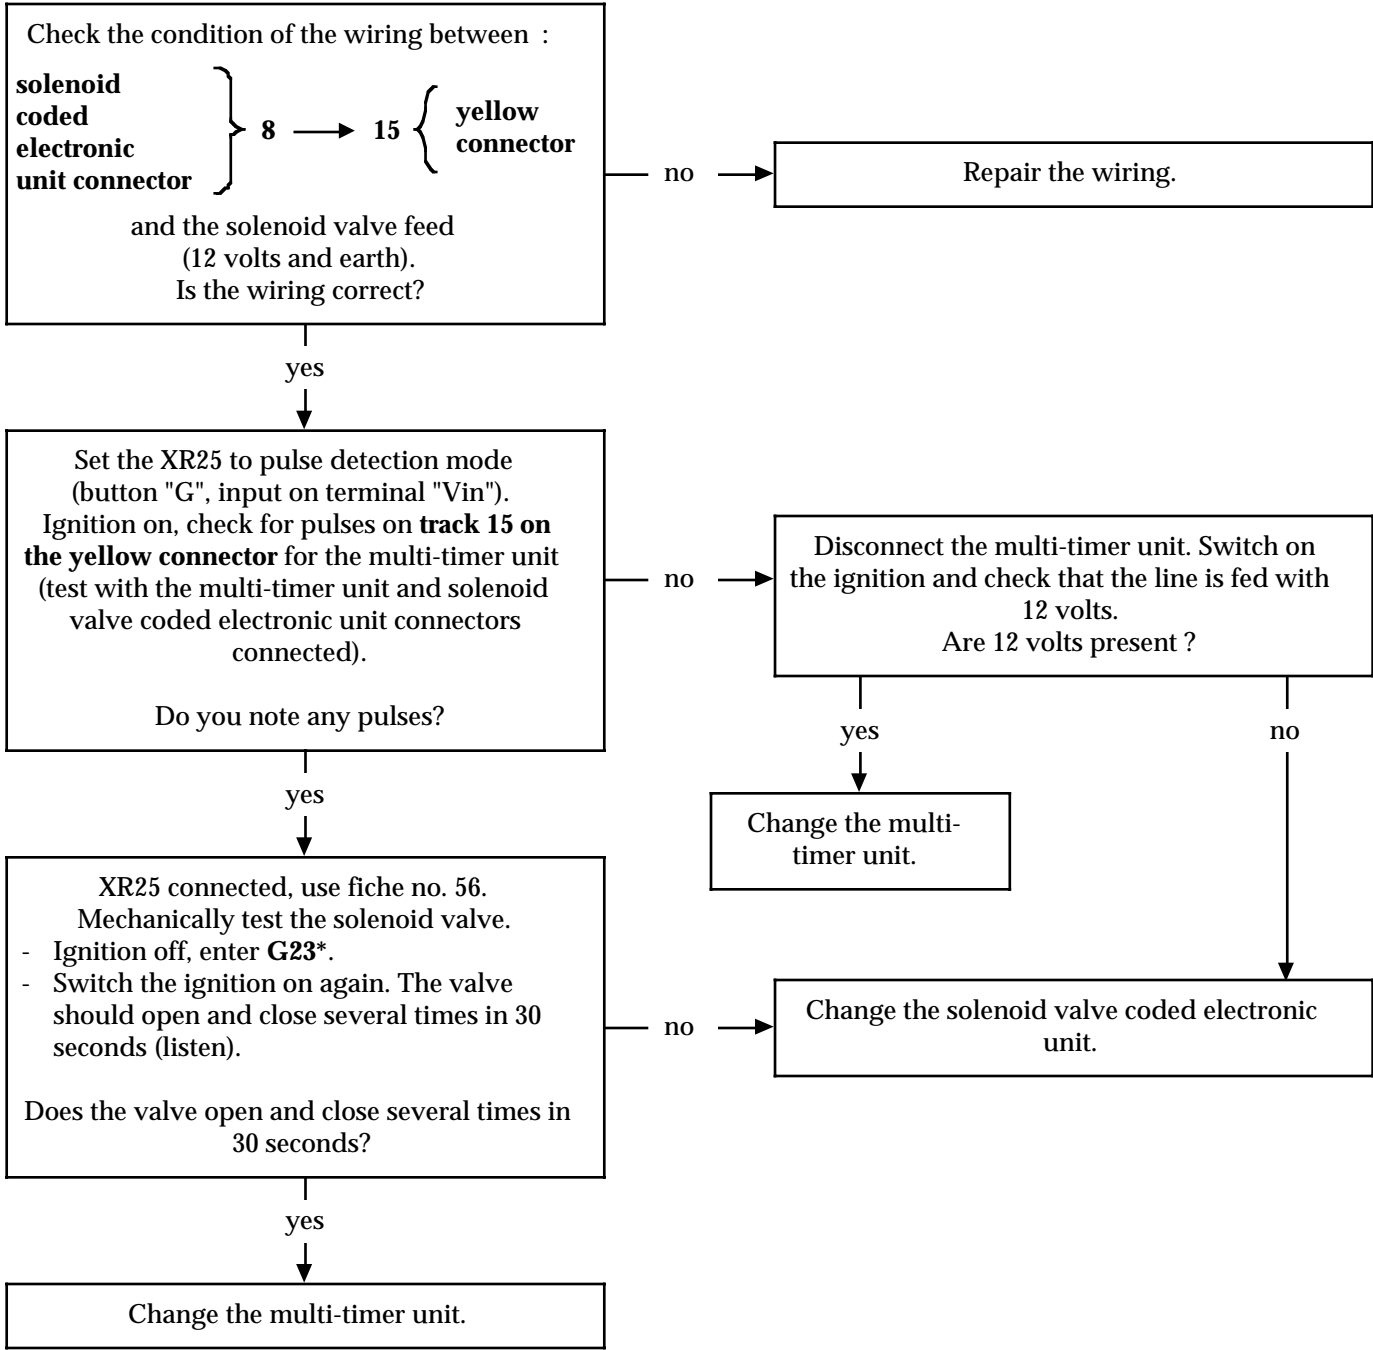 Check the condition of the wiring between :
solenoid
coded
electronic
unit connector
8
15
yellow
connector
and the solenoid valve feed
(12 volts and earth).
Is the wiring correct?
no
Repair the wiring.
yes
Set the XR25 to pulse detection mode
(button "G", input on terminal "Vin").
Ignition on, check for pulses on track 15 on
the yellow connector for the multi-timer unit
(test with the multi-timer unit and solenoid
valve coded electronic unit connectors
connected).
Do you note any pulses?
no
Disconnect the multi-timer unit. Switch on
the ignition and check that the line is fed with
12 volts.
Are 12 volts present ?
yes
no
Change the multi-
timer unit.
yes
XR25 connected, use fiche no. 56.
Mechanically test the solenoid valve.
- Ignition off, enter G23*.
- Switch the ignition on again. The valve
should open and close several times in 30
seconds (listen).
Does the valve open and close several times in
30 seconds?
no
Change the solenoid valve coded electronic
unit.
yes
Change the multi-timer unit.